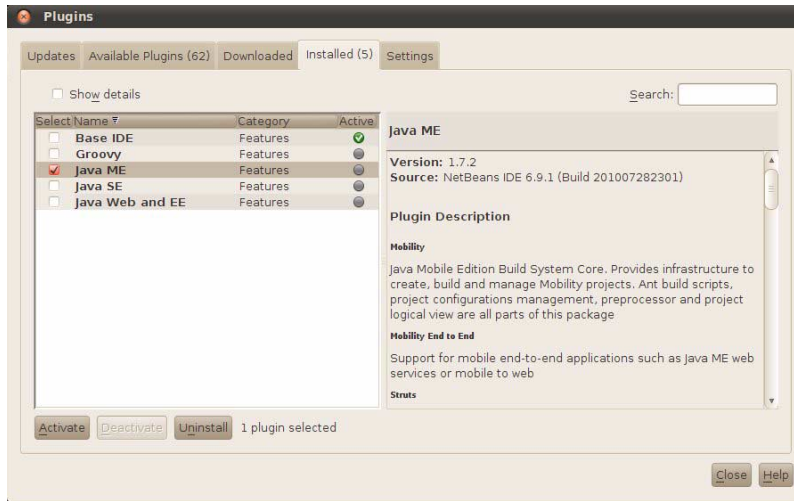 Plugins
Updates
Available Plugins (62)
Downloaded
Installed (5)
Settings
Show details
Search:
Select Name Category Active
Base IDE Features
Groovy Features
Java ME Features
Java SE Features
Java Web and EE Features
Java ME
Version: 1.7.2
Source: NetBeans IDE 6.9.1 (Build 201007282301)
Plugin Description
Mobility
Java Mobile Edition Build System Core. Provides infrastructure to
create, build and manage Mobility projects. Ant build scripts,
project configurations management, preprocessor and project
logical view are all parts of this package
Mobility End to End
Support for mobile end-to-end applications such as Java ME web
services or mobile to web
Struts
Activate
Deactivate
Uninstall
1 plugin selected
Close
Help